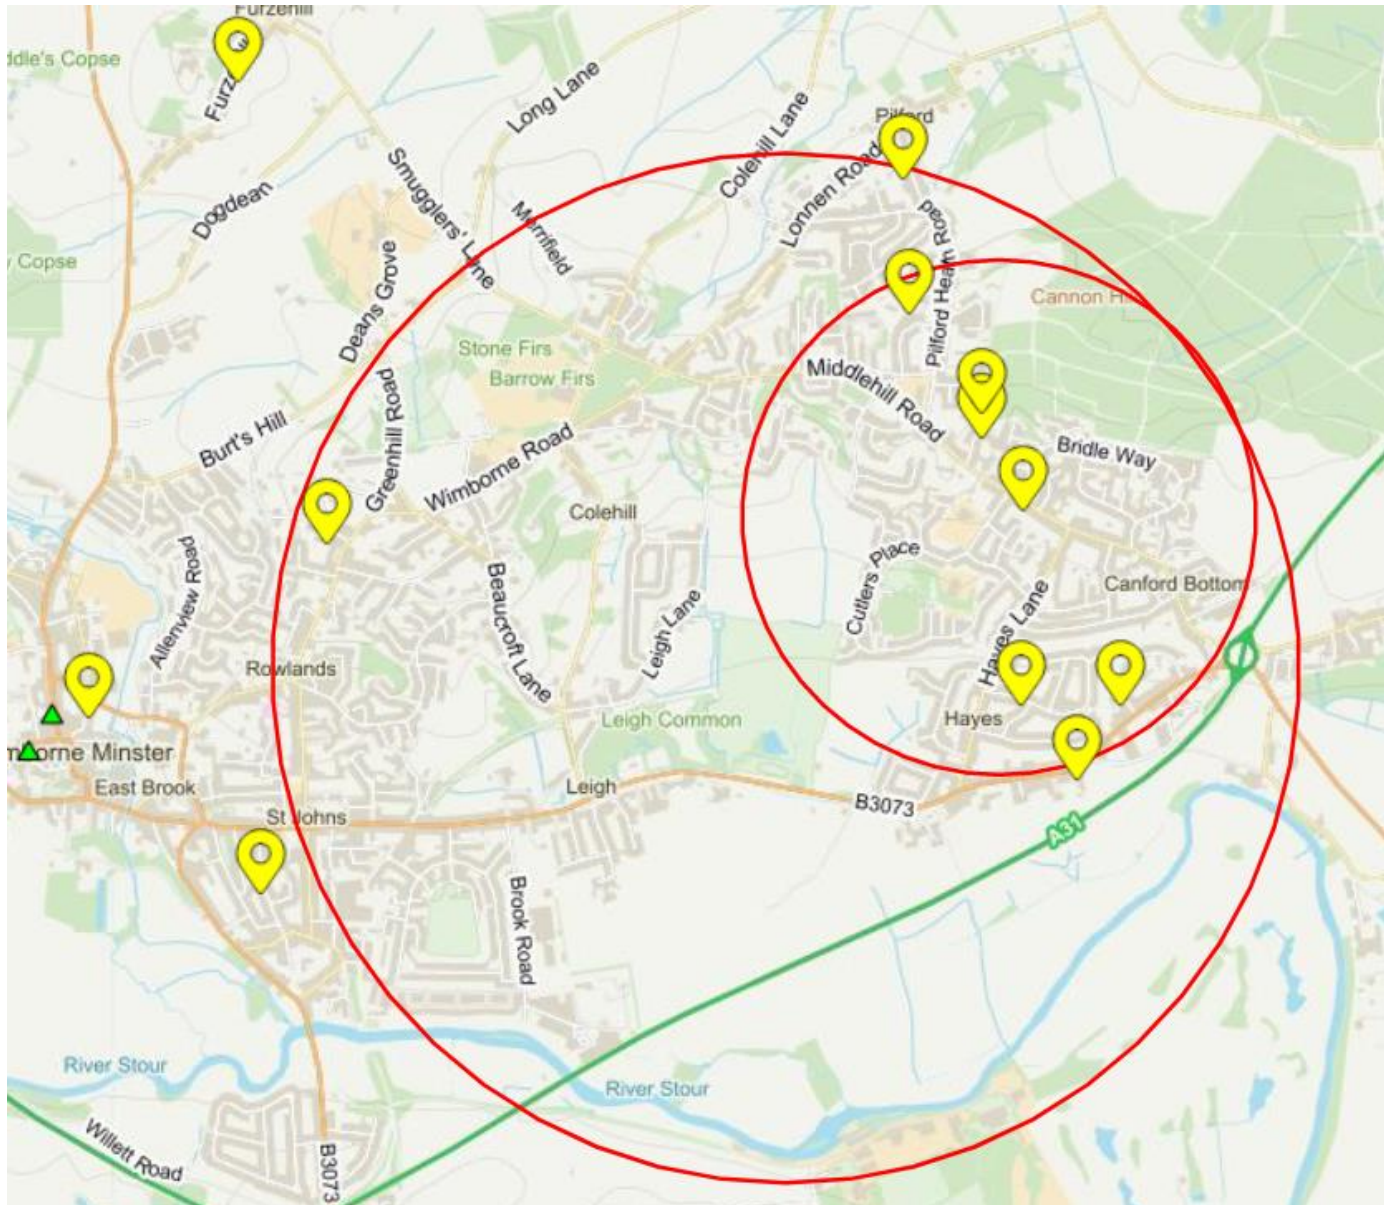 Furzehill
ddle's Copse
Long Lane
Pilford
Colehill Lane
Smugglers' Lane
Lonnen Road
Dogdean
Merrifield
Pilford Heath Road
Copse
Deans Grove
Cannon Hill
Stone Firs
Barrow Firs
Middlehill Road
Greenhill Road
Burt's Hill
Wimborne Road
Bridle Way
Colehill
Allenview Road
Cutlers Place
Beaucroft Lane
Canford Bottom
Hayes Lane
Leigh Lane
Rowlands
Leigh Common
Hayes
orne Minster
East Brook
Leigh
B3073
St Johns
A31
Brook Road
River Stour
River Stour
Willett Road
B3073